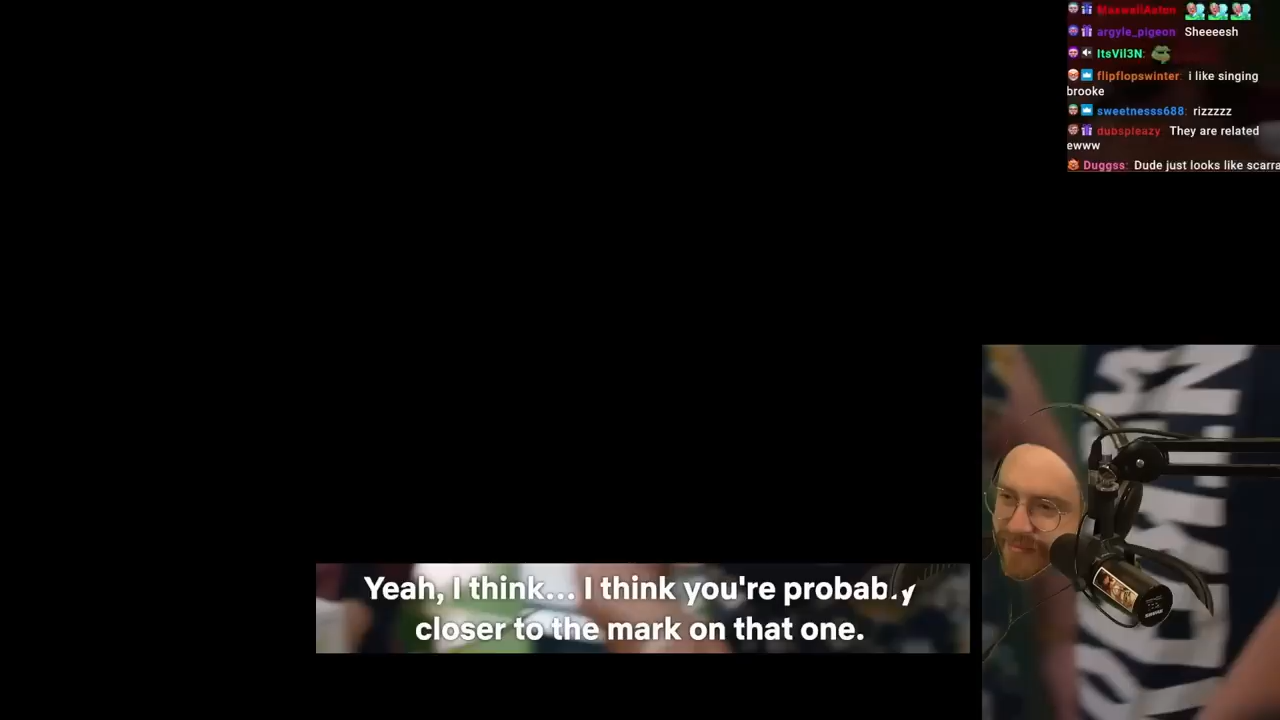 MaxwellAston
argyle_pigeon: Sheeeesh
ItsVil3N:
flipflopswinter: i like singing
brooke
sweetnesss688: rizzzzz
dubspleazy: They are related
ewww
Duggss: Dude just looks like scarra
Yeah, I think... I think you're probably
closer to the mark on that one.